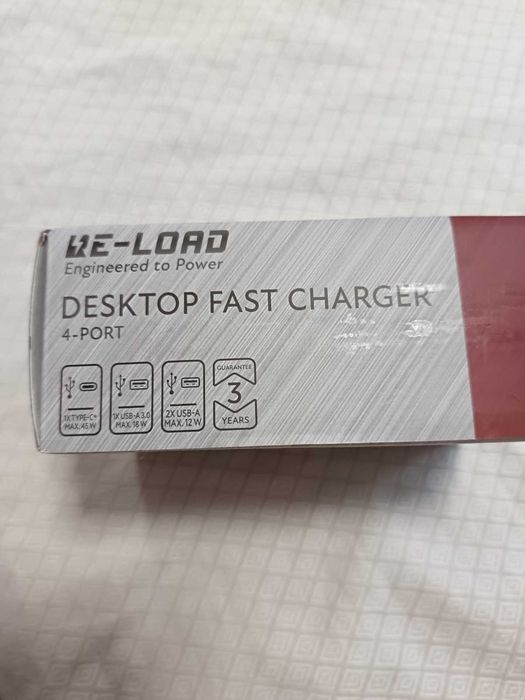 RE-LOAD
Engineered to Power
DESKTOP FAST CHARGER
4-PORT
1X TYPE-C®
MAX. 45 W
1X USB-A 3.0
MAX. 18 W
2X USB-A
MAX. 12 W
GUARANTEE
3
YEARS